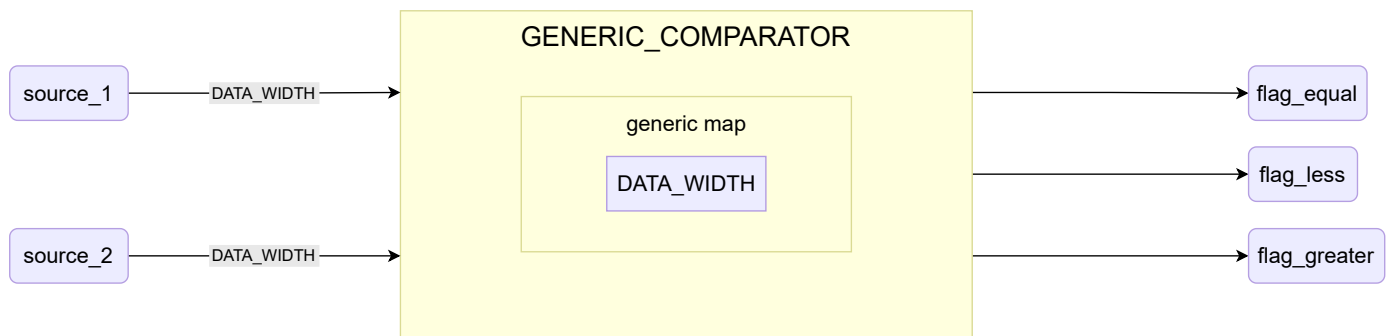 GENERIC_COMPARATOR
source_1
DATA_WIDTH
flag_equal
generic map
DATA_WIDTH
flag_less
source_2
DATA_WIDTH
flag_greater